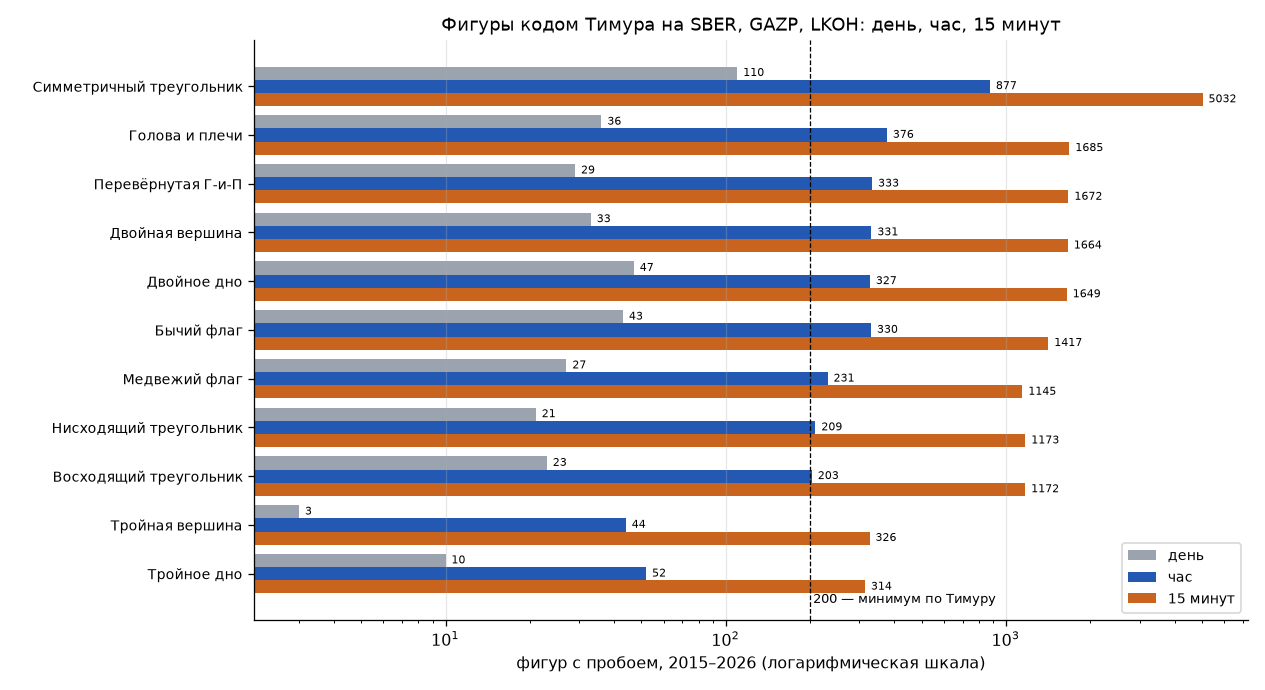 Фигуры кодом Тимура на SBER, GAZP, LKOH: день, час, 15 минут
Симметричный треугольник
110
877
5032
Голова и плечи
36
376
1685
Перевёрнутая Г-и-П
29
333
1672
Двойная вершина
33
331
1664
Двойное дно
47
327
1649
Бычий флаг
43
330
1417
Медвежий флаг
27
231
1145
Нисходящий треугольник
21
209
1173
Восходящий треугольник
23
203
1172
Тройная вершина
3
44
326
Тройное дно
10
52
314
200 — минимум по Тимуру
день
час
15 минут
10¹ 10² 10³
фигур с пробоем, 2015–2026 (логарифмическая шкала)